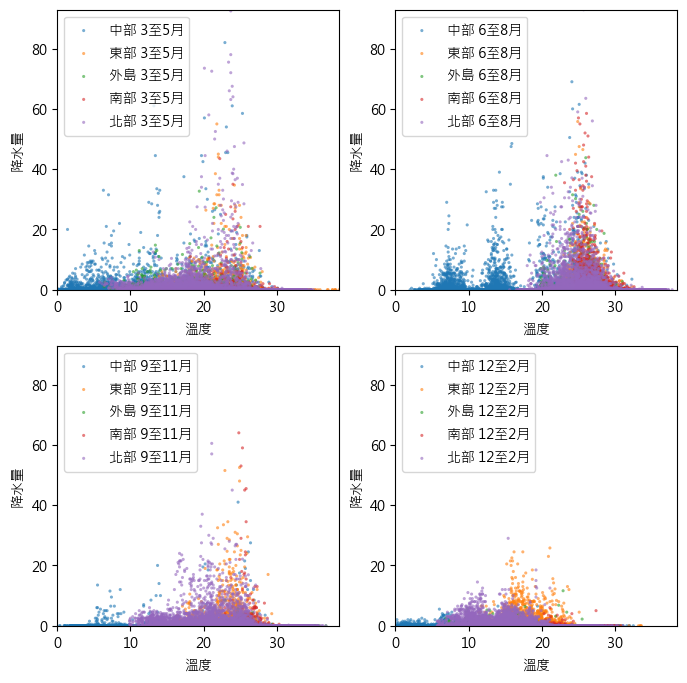 中部 3至5月
東部 3至5月
外島 3至5月
南部 3至5月
北部 3至5月
降水量
80
60
40
20
0
0 10 20 30
溫度
中部 6至8月
東部 6至8月
外島 6至8月
南部 6至8月
北部 6至8月
降水量
80
60
40
20
0
0 10 20 30
溫度
中部 9至11月
東部 9至11月
外島 9至11月
南部 9至11月
北部 9至11月
降水量
80
60
40
20
0
0 10 20 30
溫度
中部 12至2月
東部 12至2月
外島 12至2月
南部 12至2月
北部 12至2月
降水量
80
60
40
20
0
0 10 20 30
溫度